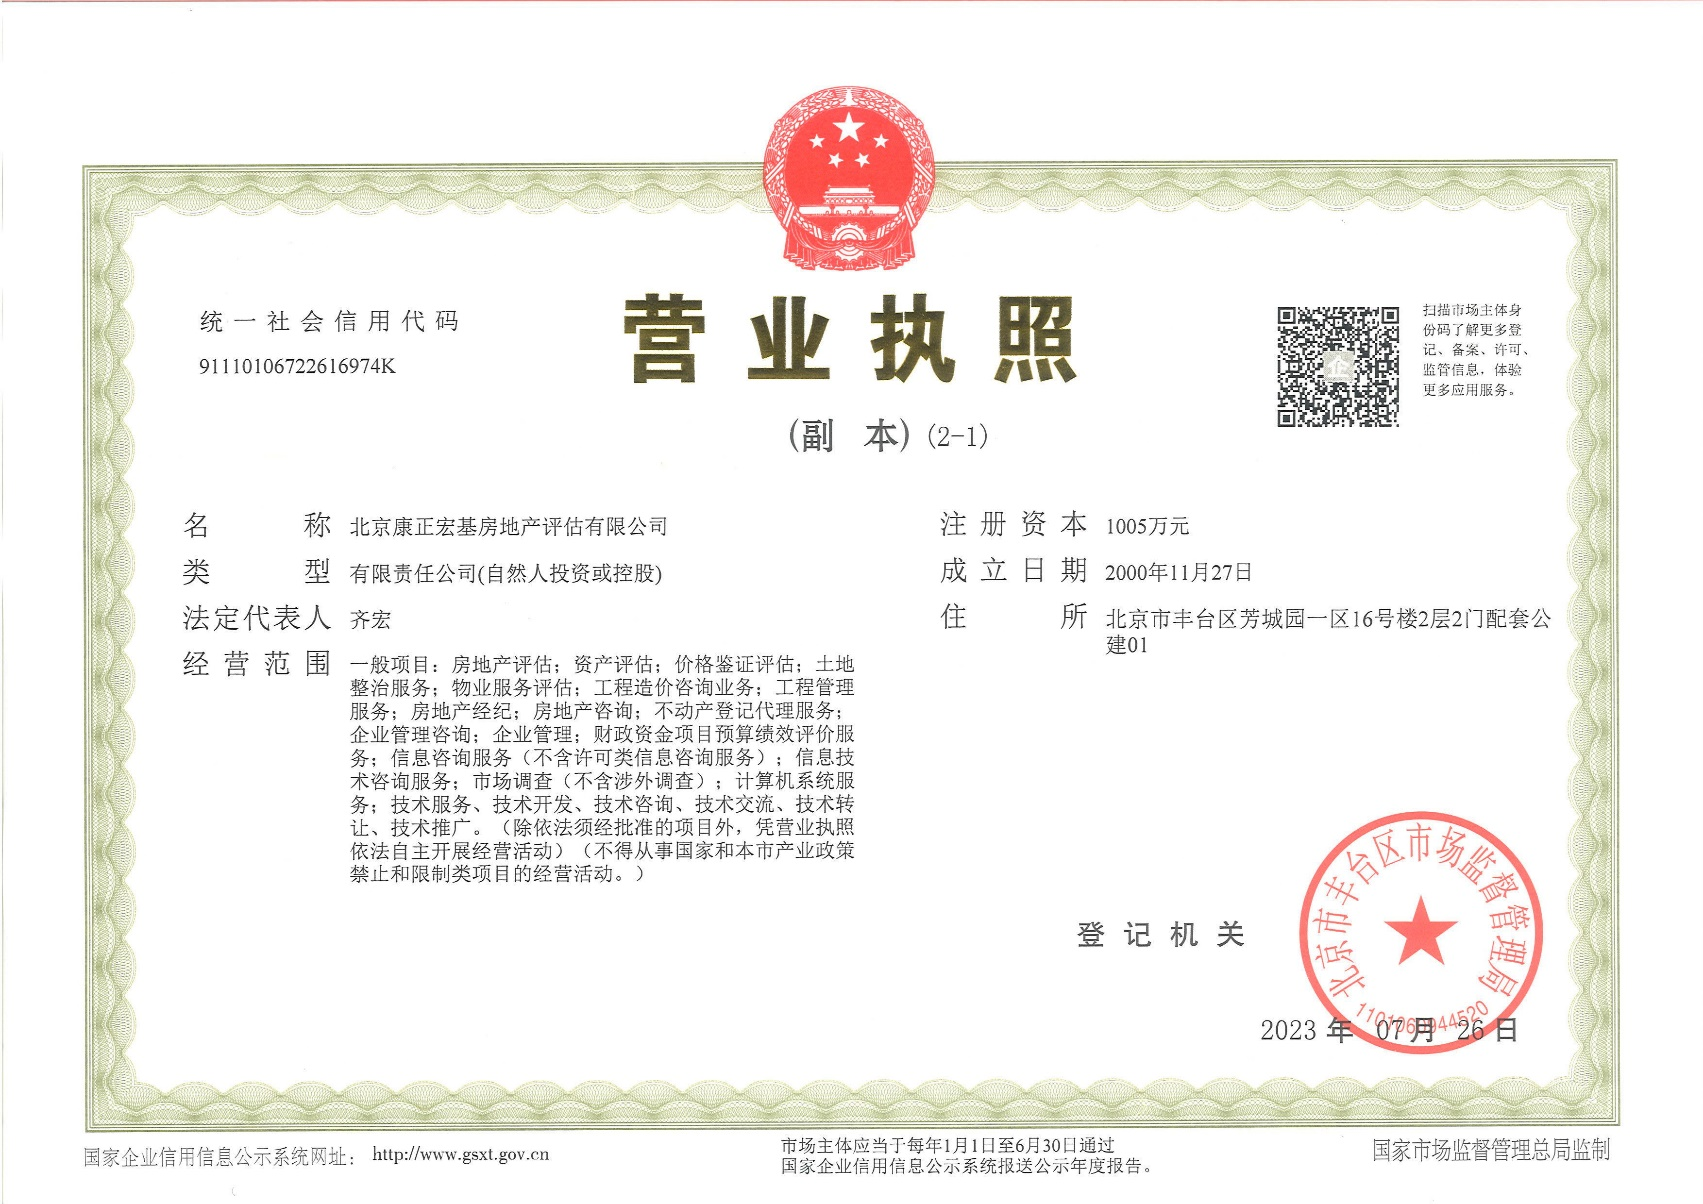 统一社会信用代码
91110106722616974K
营业执照
(副 本) (2-1)
扫描市场主体身
份码了解更多登
记、备案、许可、
监管信息，体验
更多应用服务。
名 称 北京康正宏基房地产评估有限公司
类 型 有限责任公司(自然人投资或控股)
法定代表人 齐宏
经营范围 一般项目：房地产评估；资产评估；价格鉴证评估；土地
整治服务；物业服务评估；工程造价咨询业务；工程管理
服务；房地产经纪；房地产咨询；不动产登记代理服务；
企业管理咨询；企业管理；财政资金项目预算绩效评价服
务；信息咨询服务（不含许可类信息咨询服务）；信息技
术咨询服务；市场调查（不含涉外调查）；计算机系统服
务；技术服务、技术开发、技术咨询、技术交流、技术转
让、技术推广。（除依法须经批准的项目外，凭营业执照
依法自主开展经营活动）（不得从事国家和本市产业政策
禁止和限制类项目的经营活动。）
注册资本 1005万元
成立日期 2000年11月27日
住 所 北京市丰台区芳城园一区16号楼2层2门配套公
建01
登记机关
北京市丰台区市场监督管理局
1101060944520
2023 年 07月 26日
国家企业信用信息公示系统网址： http://www.gsxt.gov.cn
市场主体应当于每年1月1日至6月30日通过
国家企业信用信息公示系统报送公示年度报告。
国家市场监督管理总局监制